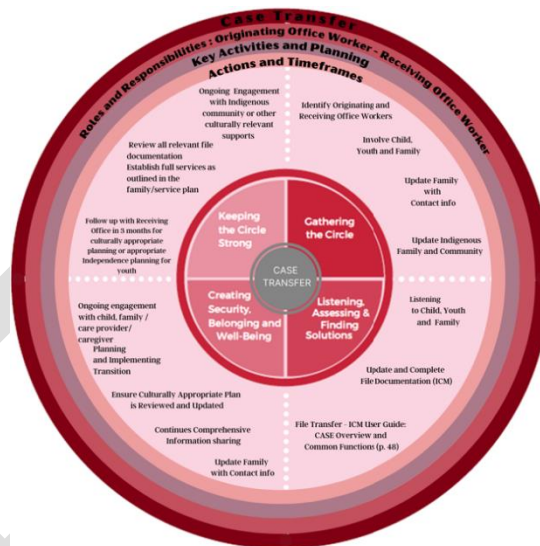 Case Transfer
Roles and Responsibilities : Originating Office Worker - Receiving Office Worker
Key Activities and Planning
Actions and Timeframes
Ongoing Engagement
with Indigenous
community or other
culturally relevant
supports
Review all relevant file
documentation
Establish full services as
outlined in the
family/service plan
Follow up with Receiving
Office in 3 months for
culturally appropriate
planning or appropriate
Independence planning for
youth
Identify Originating and
Receiving Office Workers
Involve Child,
Youth and Family
Update Family
with
Contact info
Update Indigenous
Family and Community
Keeping
the Circle
Strong
Gathering
the Circle
CASE
TRANSFER
Creating
Security,
Belonging and
Well-Being
Listening,
Assessing &
Finding
Solutions
Ongoing engagement
with child, family /
care provider/
caregiver
Planning
and Implementing
Transition
Ensure Culturally Appropriate Plan
is Reviewed and Updated
Continues Comprehensive
Information sharing
Update Family
with Contact info
Listening
to Child, Youth
and Family
Update and Complete
File Documentation (ICM)
File Transfer - ICM User Guide:
CASE Overview and
Common Functions (p. 48)